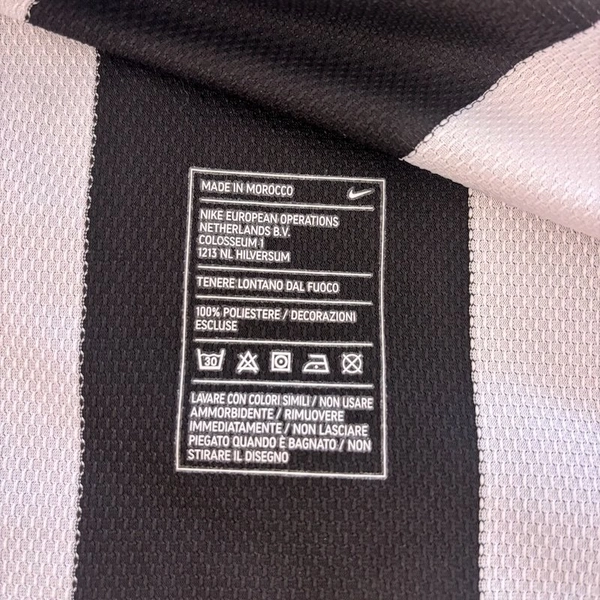 MADE IN MOROCCO
NIKE EUROPEAN OPERATIONS
NETHERLANDS B.V.
COLOSSEUM 1
1213 NL HILVERSUM
TENERE LONTANO DAL FUOCO
100% POLIESTERE / DECORAZIONI
ESCLUSE
30
LAVARE CON COLORI SIMILI / NON USARE
AMMORBIDENTE / RIMUOVERE
IMMEDIATAMENTE / NON LASCIARE
PIEGATO QUANDO È BAGNATO / NON
STIRARE IL DISEGNO